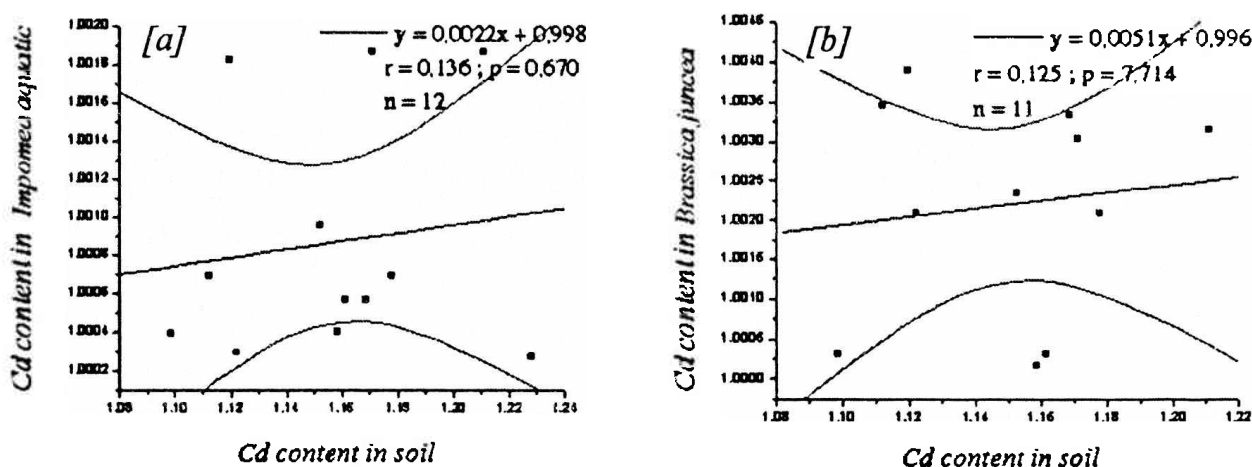 [a]
y = 0,0022x + 0,998
r = 0,136 ; p = 0,670
n = 12
Cd content in Impomea aquatic
1.0020
1.0018
1.0016
1.0014
1.0012
1.0010
1.0008
1.0006
1.0004
1.0002
1.08 1.10 1.12 1.14 1.16 1.18 1.20 1.22 1.24
Cd content in soil
[b]
y = 0,0051x + 0,996
r = 0,125 ; p = 7,714
n = 11
Cd content in Brassica juncea
1.0045
1.0040
1.0035
1.0030
1.0025
1.0020
1.0015
1.0010
1.0005
1.0000
1.08 1.10 1.12 1.14 1.16 1.18 1.20 1.22
Cd content in soil